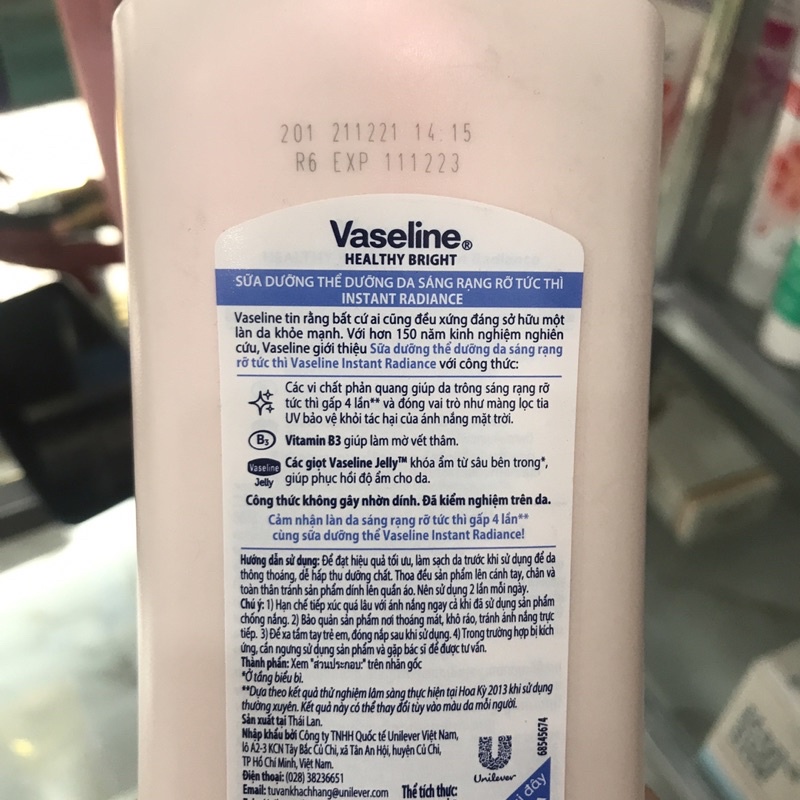 201 211221 14:15
R6 EXP 111223
Vaseline®
HEALTHY BRIGHT
SỮA DƯỠNG THỂ DƯỠNG DA SÁNG RẠNG RỠ TỨC THÌ
INSTANT RADIANCE
Vaseline tin rằng bất cứ ai cũng đều xứng đáng sở hữu một
làn da khỏe mạnh. Với hơn 150 năm kinh nghiệm nghiên
cứu, Vaseline giới thiệu Sữa dưỡng thể dưỡng da sáng rạng
rỡ tức thì Vaseline Instant Radiance với công thức:
Các vi chất phản quang giúp da trông sáng rạng rỡ
tức thì gấp 4 lần** và đóng vai trò như màng lọc tia
UV bảo vệ khỏi tác hại của ánh nắng mặt trời.
B3 Vitamin B3 giúp làm mờ vết thâm.
Vaseline Jelly Các giọt Vaseline Jelly™ khóa ẩm từ sâu bên trong*,
giúp phục hồi độ ẩm cho da.
Công thức không gây nhờn dính. Đã kiểm nghiệm trên da.
Cảm nhận làn da sáng rạng rỡ tức thì gấp 4 lần**
cùng sữa dưỡng thể Vaseline Instant Radiance!
Hướng dẫn sử dụng: Để đạt hiệu quả tối ưu, làm sạch da trước khi sử dụng để da
thông thoáng, dễ hấp thu dưỡng chất. Thoa đều sản phẩm lên cánh tay, chân và
toàn thân tránh sản phẩm dính lên quần áo. Nên sử dụng 2 lần mỗi ngày.
Chú ý: 1) Hạn chế tiếp xúc quá lâu với ánh nắng ngay cả khi đã sử dụng sản phẩm
chống nắng. 2) Bảo quản sản phẩm nơi thoáng mát, khô ráo, tránh ánh nắng trực
tiếp. 3) Để xa tầm tay trẻ em, đóng nắp sau khi sử dụng. 4) Trong trường hợp bị kích
ứng, cần ngưng sử dụng sản phẩm và gặp bác sĩ để được tư vấn.
Thành phần: Xem "ส่วนประกอบ:" trên nhãn gốc
*Ở tầng biểu bì.
**Dựa theo kết quả thử nghiệm lâm sàng thực hiện tại Hoa Kỳ 2013 khi sử dụng
thường xuyên. Kết quả này có thể thay đổi tùy vào màu da mỗi người.
Sản xuất tại Thái Lan.
Nhập khẩu bởi Công ty TNHH Quốc tế Unilever Việt Nam,
lô A2-3 KCN Tây Bắc Củ Chi, xã Tân An Hội, huyện Củ Chi,
TP Hồ Chí Minh, Việt Nam.
Điện thoại: (028) 38236651
Email: tuvankhachhang@unilever.com
Thể tích thực:
Unilever
68545674
đây